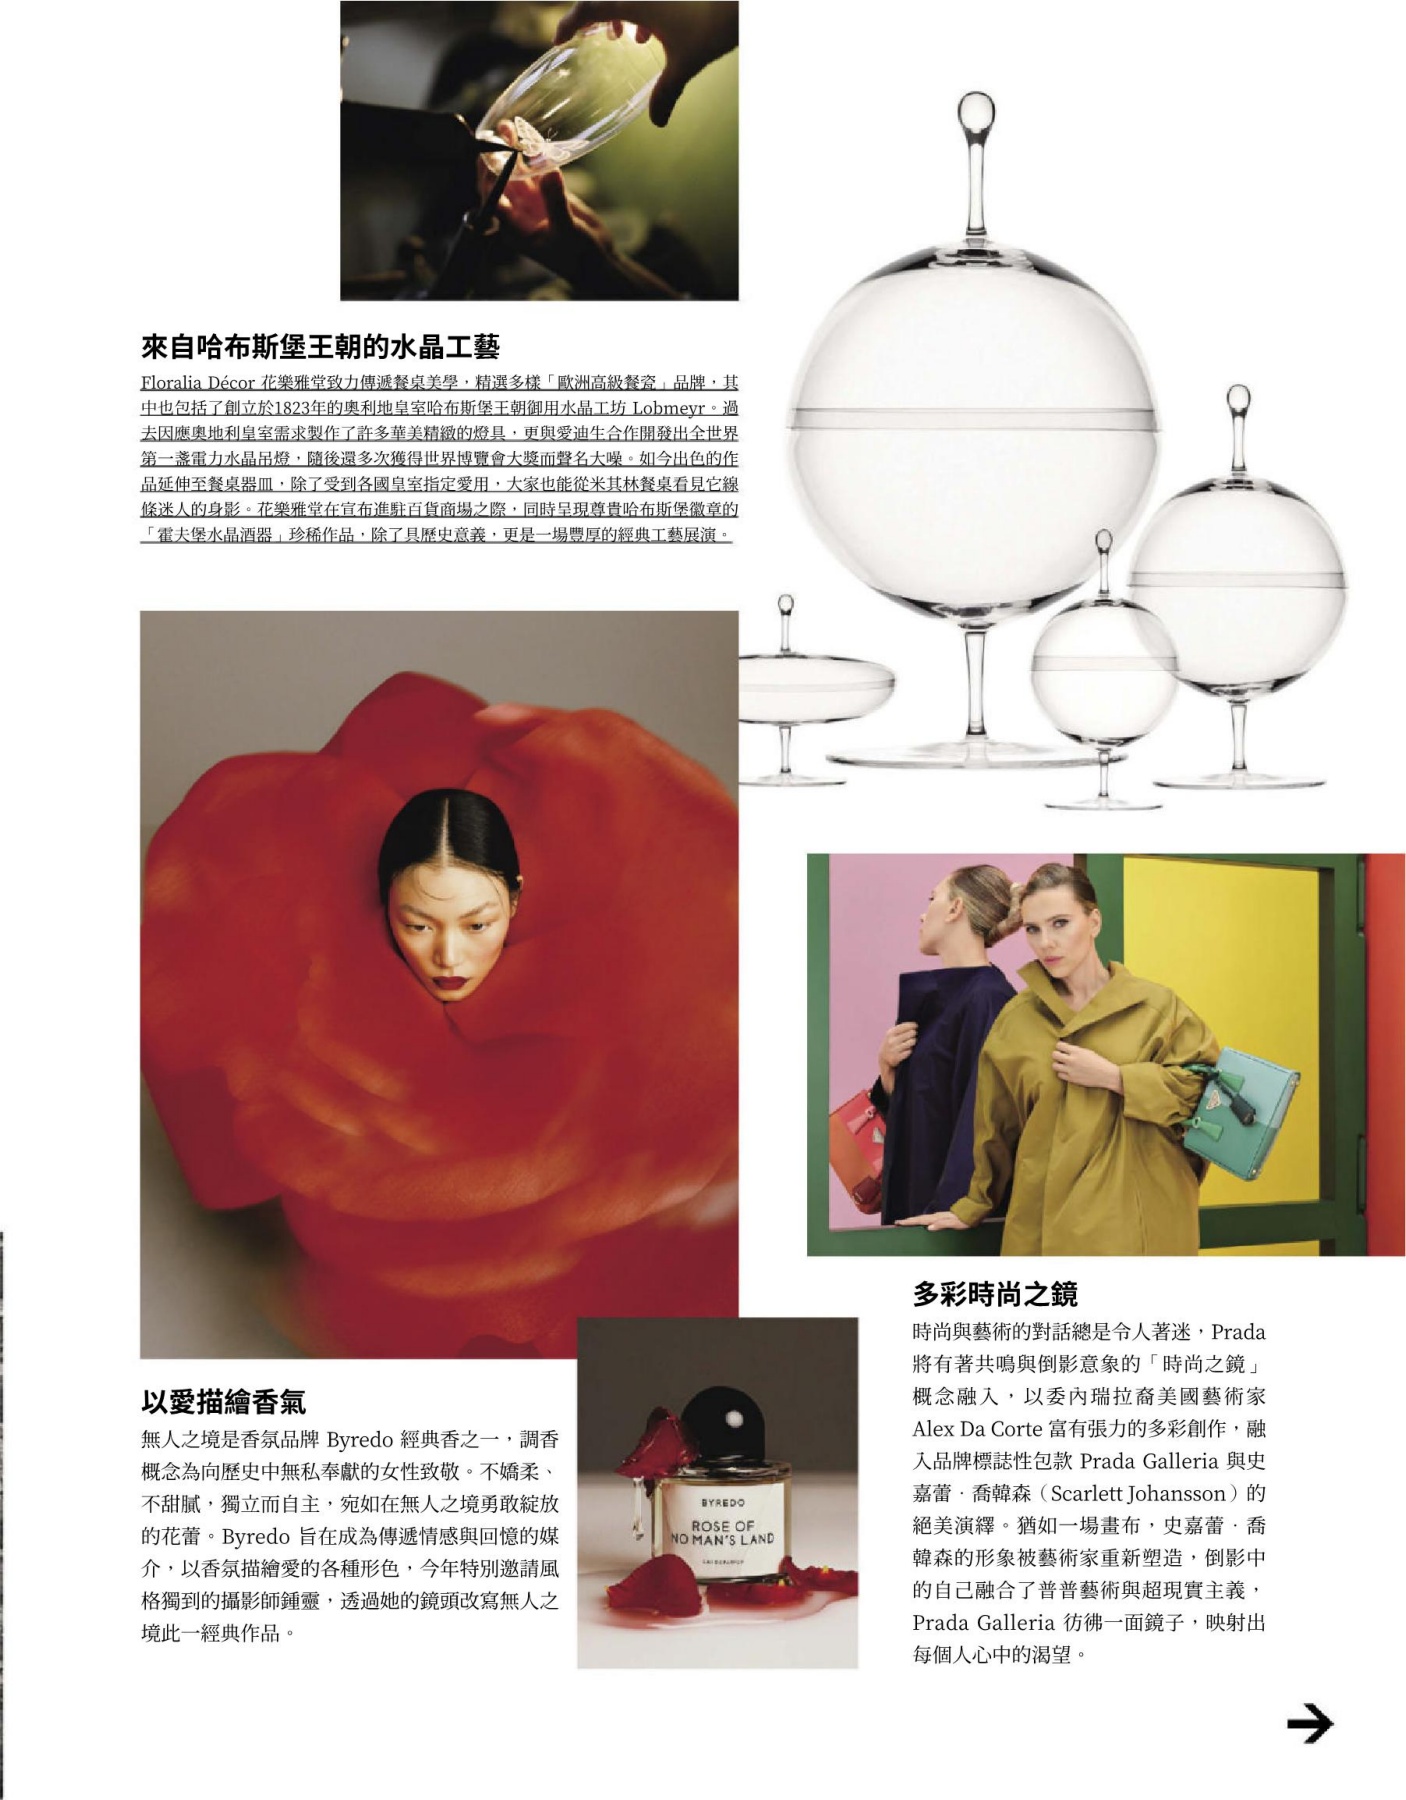 來自哈布斯堡王朝的水晶工藝
Floralia Décor 花樂雅堂致力傳遞餐桌美學，精選多樣「歐洲高級餐瓷」品牌，其
中也包括了創立於1823年的奧利地皇室哈布斯堡王朝御用水晶工坊 Lobmeyr。過
去因應奧地利皇室需求製作了許多華美精緻的燈具，更與愛迪生合作開發出全世界
第一盞電力水晶吊燈，隨後還多次獲得世界博覽會大獎而聲名大噪。如今出色的作
品延伸至餐桌器皿，除了受到各國皇室指定愛用，大家也能從米其林餐桌看見它線
條迷人的身影。花樂雅堂在宣布進駐百貨商場之際，同時呈現尊貴哈布斯堡徽章的
「霍夫堡水晶酒器」珍稀作品，除了具歷史意義，更是一場豐厚的經典工藝展演。
以愛描繪香氣
無人之境是香氛品牌 Byredo 經典香之一，調香
概念為向歷史中無私奉獻的女性致敬。不嬌柔、
不甜膩，獨立而自主，宛如在無人之境勇敢綻放
的花蕾。Byredo 旨在成為傳遞情感與回憶的媒
介，以香氛描繪愛的各種形色，今年特別邀請風
格獨到的攝影師鍾靈，透過她的鏡頭改寫無人之
境此一經典作品。
BYREDO
ROSE OF
NO MAN'S LAND
多彩時尚之鏡
時尚與藝術的對話總是令人著迷，Prada
將有著共鳴與倒影意象的「時尚之鏡」
概念融入，以委內瑞拉裔美國藝術家
Alex Da Corte 富有張力的多彩創作，融
入品牌標誌性包款 Prada Galleria 與史
嘉蕾．喬韓森（Scarlett Johansson）的
絕美演繹。猶如一場畫布，史嘉蕾．喬
韓森的形象被藝術家重新塑造，倒影中
的自己融合了普普藝術與超現實主義，
Prada Galleria 彷彿一面鏡子，映射出
每個人心中的渴望。